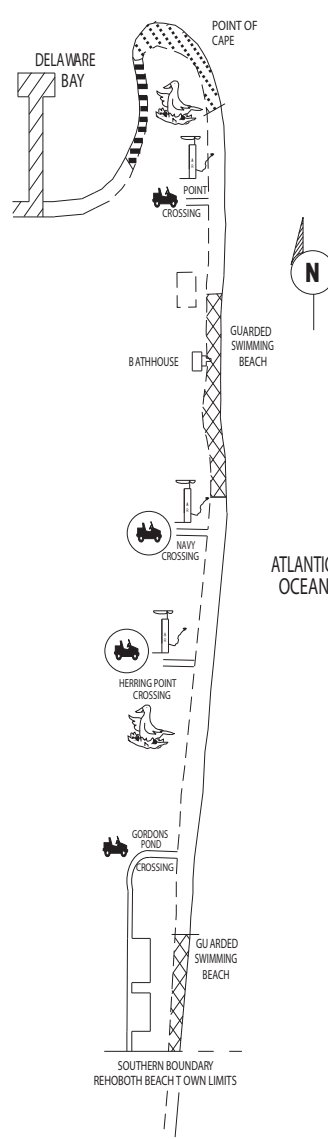 POINT OF
CAPE
DELAWARE
BAY
POINT
CROSSING
N
GUARDED
SWIMMING
BEACH
BATHHOUSE
NAVY
CROSSING
ATLANTIC
OCEAN
HERRING POINT
CROSSING
GORDONS
POND
CROSSING
GUARDED
SWIMMING
BEACH
SOUTHERN BOUNDARY
REHOBOTH BEACH T OWN LIMITS